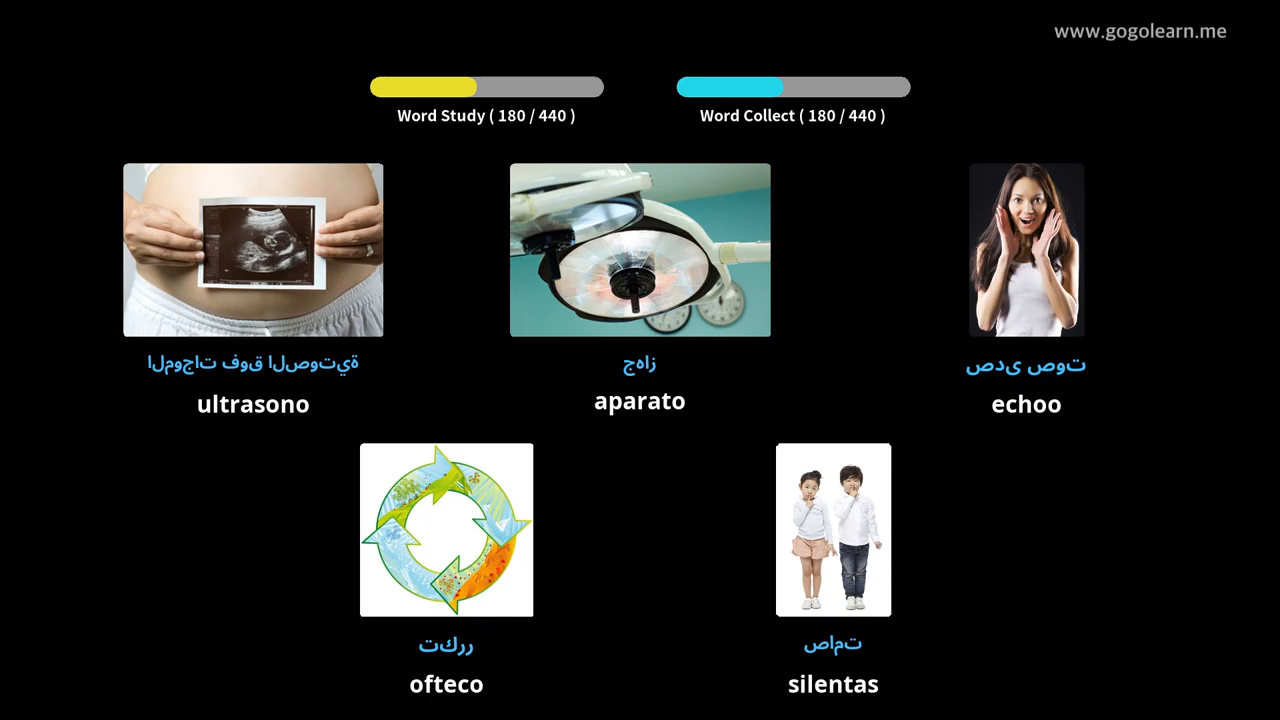 www.gogolearn.me
Word Study ( 180 / 440 )
Word Collect ( 180 / 440 )
الموجات فوق الصوتية
ultrasono
جهاز
aparato
صدى صوت
echoo
تكرر
ofteco
صامت
silentas